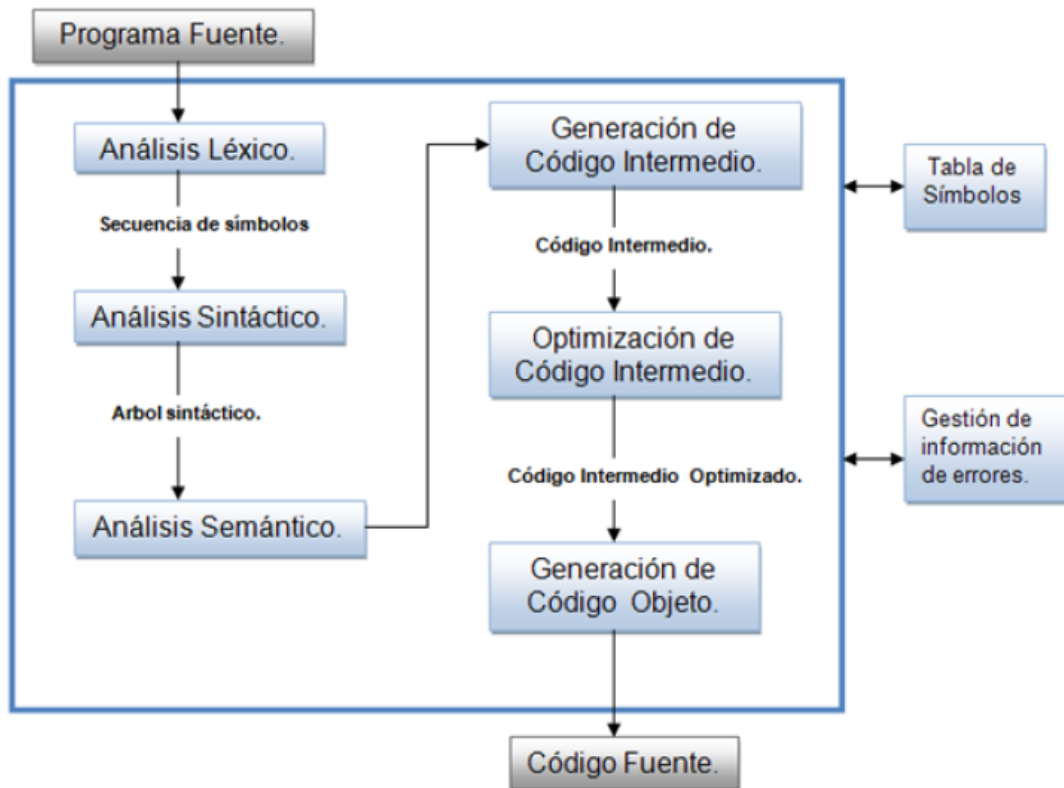 Programa Fuente.
Análisis Léxico.
Secuencia de símbolos
Análisis Sintáctico.
Arbol sintáctico.
Análisis Semántico.
Generación de
Código Intermedio.
Código Intermedio.
Optimización de
Código Intermedio.
Código Intermedio Optimizado.
Generación de
Código Objeto.
Código Fuente.
Tabla de
Símbolos
Gestión de
información
de errores.